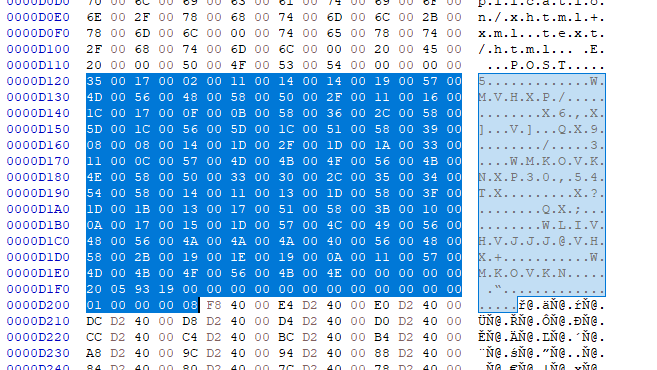 0000D0D0 70 00 6C 00 69 00 63 00 61 00 74 00 69 00 6F 00 p.l.i.c.a.t.i.o.
0000D0E0 6E 00 2F 00 78 00 68 00 74 00 6D 00 6C 00 2B 00 n./.x.h.t.m.l.+.
0000D0F0 78 00 6D 00 6C 00 00 00 74 00 65 00 78 00 74 00 x.m.l...t.e.x.t.
0000D100 2F 00 68 00 74 00 6D 00 6C 00 00 00 20 00 45 00 /.h.t.m.l... .E.
0000D110 20 00 00 00 50 00 4F 00 53 00 54 00 00 00 00 00 ...P.O.S.T.....
0000D120 35 00 17 00 02 00 11 00 14 00 14 00 19 00 57 00 5.............W.
0000D130 4D 00 56 00 48 00 58 00 50 00 2F 00 11 00 16 00 M.V.H.X.P./.....
0000D140 1C 00 17 00 0F 00 0B 00 58 00 36 00 2C 00 58 00 ........X.6.,.X.
0000D150 5D 00 1C 00 56 00 5D 00 1C 00 51 00 58 00 39 00 ]...V.]...Q.X.9.
0000D160 08 00 08 00 14 00 1D 00 2F 00 1D 00 1A 00 33 00 ......../.....3.
0000D170 11 00 0C 00 57 00 4D 00 4B 00 4F 00 56 00 4B 00 ....W.M.K.O.V.K.
0000D180 4E 00 58 00 50 00 33 00 30 00 2C 00 35 00 34 00 N.X.P.3.0.,.5.4.
0000D190 54 00 58 00 14 00 11 00 13 00 1D 00 58 00 3F 00 T.X.........X.?.
0000D1A0 1D 00 1B 00 13 00 17 00 51 00 58 00 3B 00 10 00 ........Q.X.;...
0000D1B0 0A 00 17 00 15 00 1D 00 57 00 4C 00 49 00 56 00 ........W.L.I.V.
0000D1C0 48 00 56 00 4A 00 4A 00 4A 00 40 00 56 00 48 00 H.V.J.J.J.@.V.H.
0000D1D0 58 00 2B 00 19 00 1E 00 19 00 0A 00 11 00 57 00 X.+...........W.
0000D1E0 4D 00 4B 00 4F 00 56 00 4B 00 4E 00 00 00 00 00 M.K.O.V.K.N.....
0000D1F0 20 05 93 19 00 00 00 00 00 00 00 00 00 00 00 00 .“.............
0000D200 01 00 00 00 08 F8 40 00 E4 D2 40 00 E0 D2 40 00 .....ř@.äŇ@.ŕŇ@.
0000D210 DC D2 40 00 D8 D2 40 00 D4 D2 40 00 D0 D2 40 00 ÜŇ@.ŘŇ@.ÔŇ@.ĐŇ@.
0000D220 CC D2 40 00 C4 D2 40 00 BC D2 40 00 B4 D2 40 00 ĚŇ@.ÄŇ@.ĽŇ@.´Ň@.
0000D230 A8 D2 40 00 9C D2 40 00 94 D2 40 00 88 D2 40 00 ¨Ň@.śŇ@.”Ň@..Ň@.
0000D240 84 D2 40 00 80 D2 40 00 7C D2 40 00 78 D2 40 00 „Ň@.€Ň@.|Ň@.xŇ@.